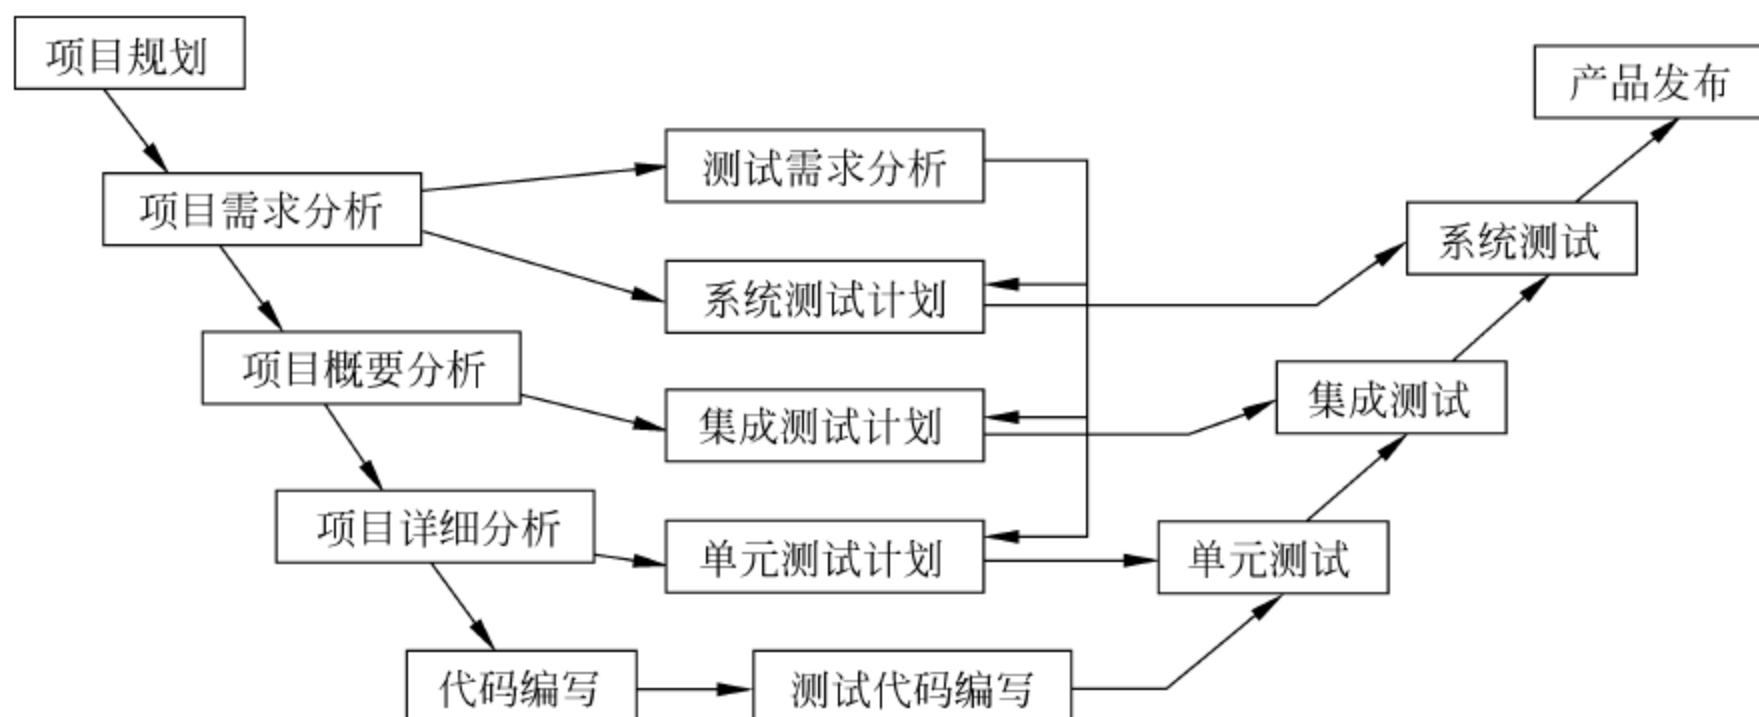 项目规划
产品发布
测试需求分析
项目需求分析
系统测试
系统测试计划
项目概要分析
集成测试
集成测试计划
项目详细分析
单元测试计划
单元测试
代码编写
测试代码编写